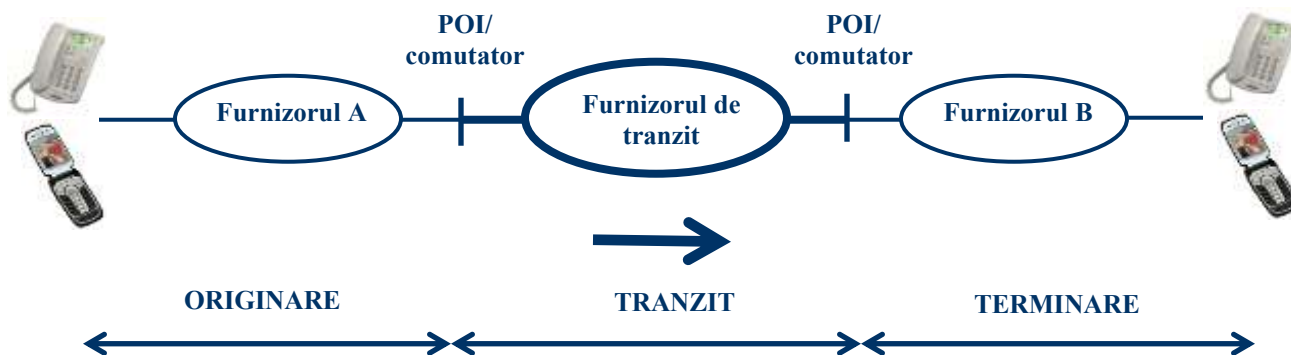 POI/
comutator
POI/
comutator
Furnizorul A
Furnizorul de
tranzit
Furnizorul B
ORIGINARE
TRANZIT
TERMINARE